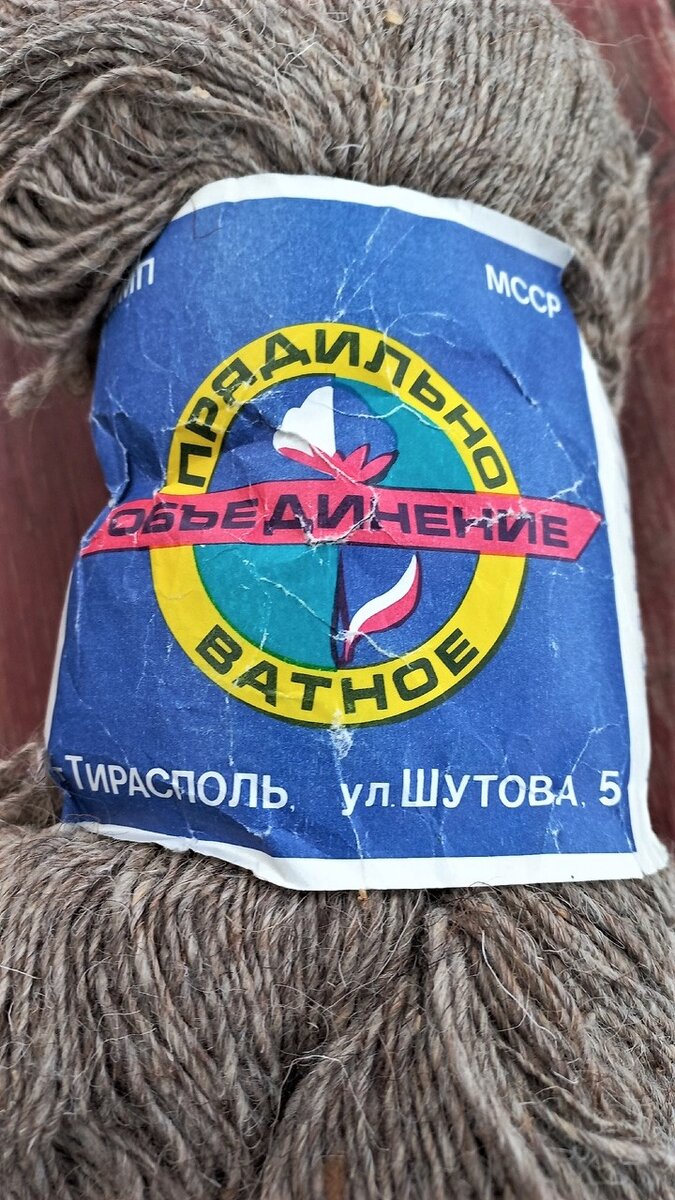 МССР
ПРЯДИЛЬНО
ОБЪЕДИНЕНИЕ
ВАТНОЕ
г.ТИРАСПОЛЬ, ул.ШУТОВА, 5